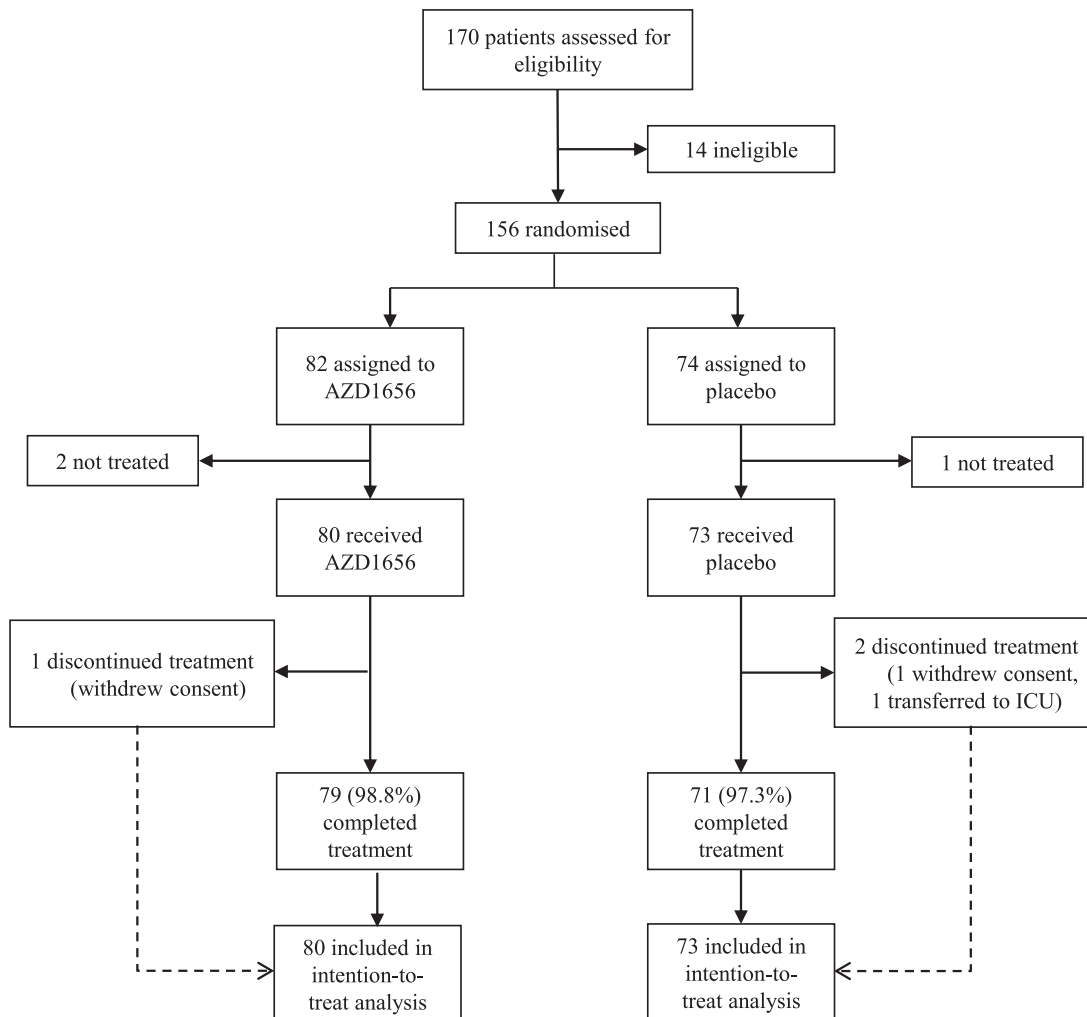 170 patients assessed for
eligibility
14 ineligible
156 randomised
82 assigned to
AZD1656
74 assigned to
placebo
2 not treated
1 not treated
80 received
AZD1656
73 received
placebo
1 discontinued treatment
(withdrew consent)
2 discontinued treatment
(1 withdrew consent,
1 transferred to ICU)
79 (98.8%)
completed
treatment
71 (97.3%)
completed
treatment
80 included in
intention-to-
treat analysis
73 included in
intention-to-
treat analysis